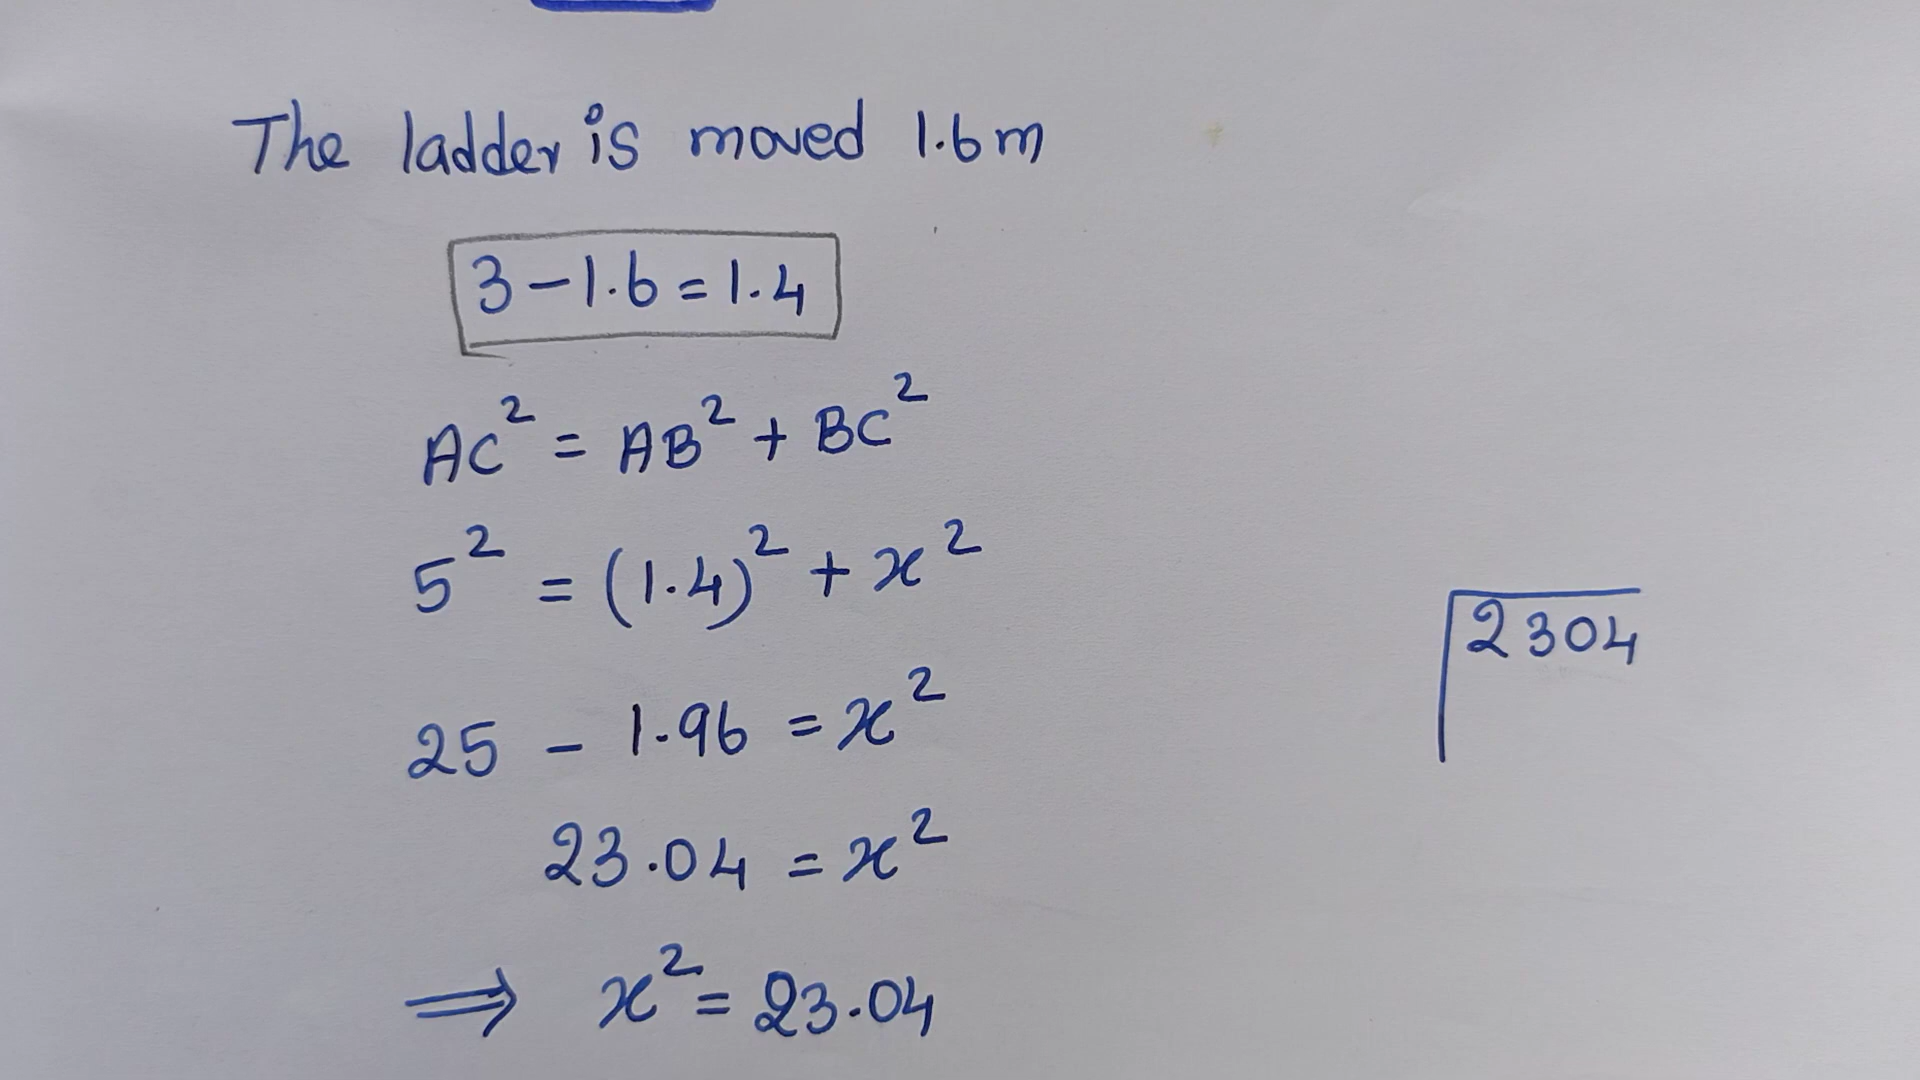 The ladder is moved 1.6m
3-1.6=1.4
AC² = AB² + BC²
5² = (1.4)² + x²
25 - 1.96 = x²
2304
23.04 = x²
⇒ x² = 23.04